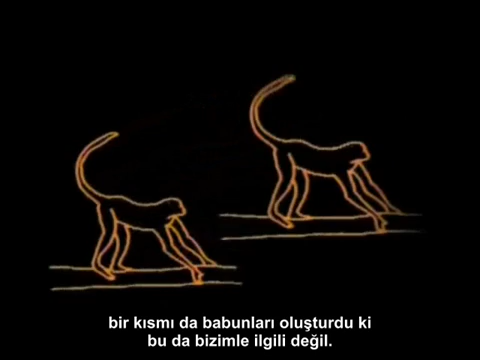 bir kısmı da babunları oluşturdu ki
bu da bizimle ilgili değil.